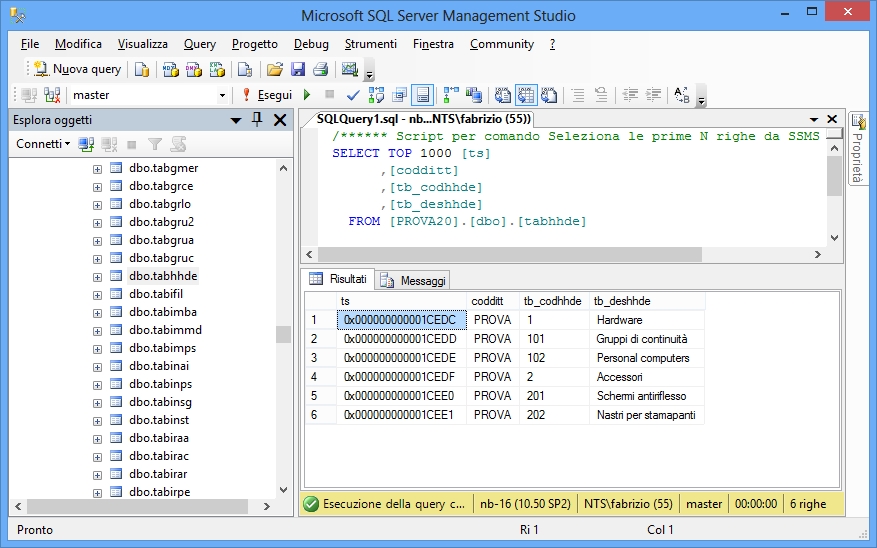 Microsoft SQL Server Management Studio
File Modifica Visualizza Query Progetto Debug Strumenti Finestra Community ?
Nuova query
master Esegui
Esplora oggetti
Connetti
dbo.tabgmer
dbo.tabgrce
dbo.tabgrlo
dbo.tabgru2
dbo.tabgrua
dbo.tabgruc
dbo.tabhhde
dbo.tabifil
dbo.tabimba
dbo.tabimmd
dbo.tabimps
dbo.tabinai
dbo.tabinps
dbo.tabinsg
dbo.tabinst
dbo.tabiraa
dbo.tabirac
dbo.tabirar
dbo.tabirpe
SQLQuery1.sql - nb...NTS\fabrizio (55))
/****** Script per comando Seleziona le prime N righe da SSMS
SELECT TOP 1000 [ts]
,[codditt]
,[tb_codhhde]
,[tb_deshhde]
FROM [PROVA20].[dbo].[tabhhde]
Proprietà
Risultati Messaggi
ts codditt tb_codhhde tb_deshhde
1 0x000000000001CEDC PROVA 1 Hardware
2 0x000000000001CEDD PROVA 101 Gruppi di continuità
3 0x000000000001CEDE PROVA 102 Personal computers
4 0x000000000001CEDF PROVA 2 Accessori
5 0x000000000001CEE0 PROVA 201 Schermi antiriflesso
6 0x000000000001CEE1 PROVA 202 Nastri per stamapanti
Esecuzione della query c... nb-16 (10.50 SP2) NTS\fabrizio (55) master 00:00:00 6 righe
Pronto Ri 1 Col 1